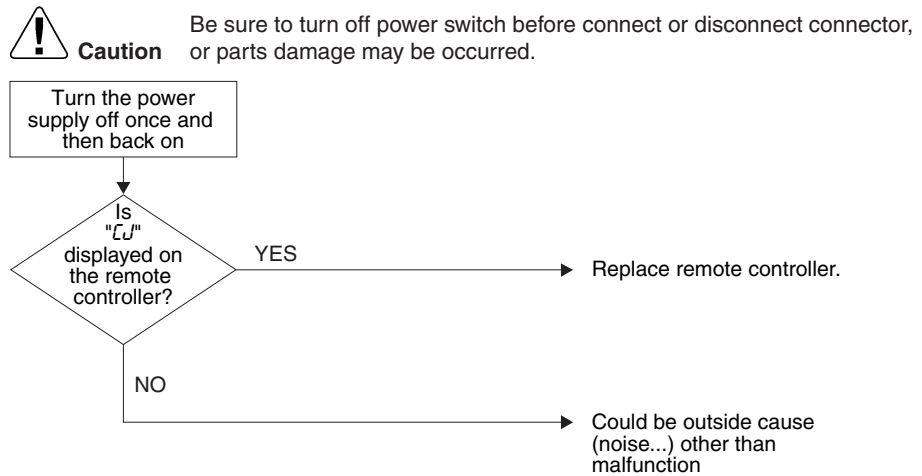 Be sure to turn off power switch before connect or disconnect connector,
Caution or parts damage may be occurred.
Turn the power
supply off once and
then back on
Is
"CJ"
displayed on
the remote
controller?
YES
Replace remote controller.
NO
Could be outside cause
(noise...) other than
malfunction